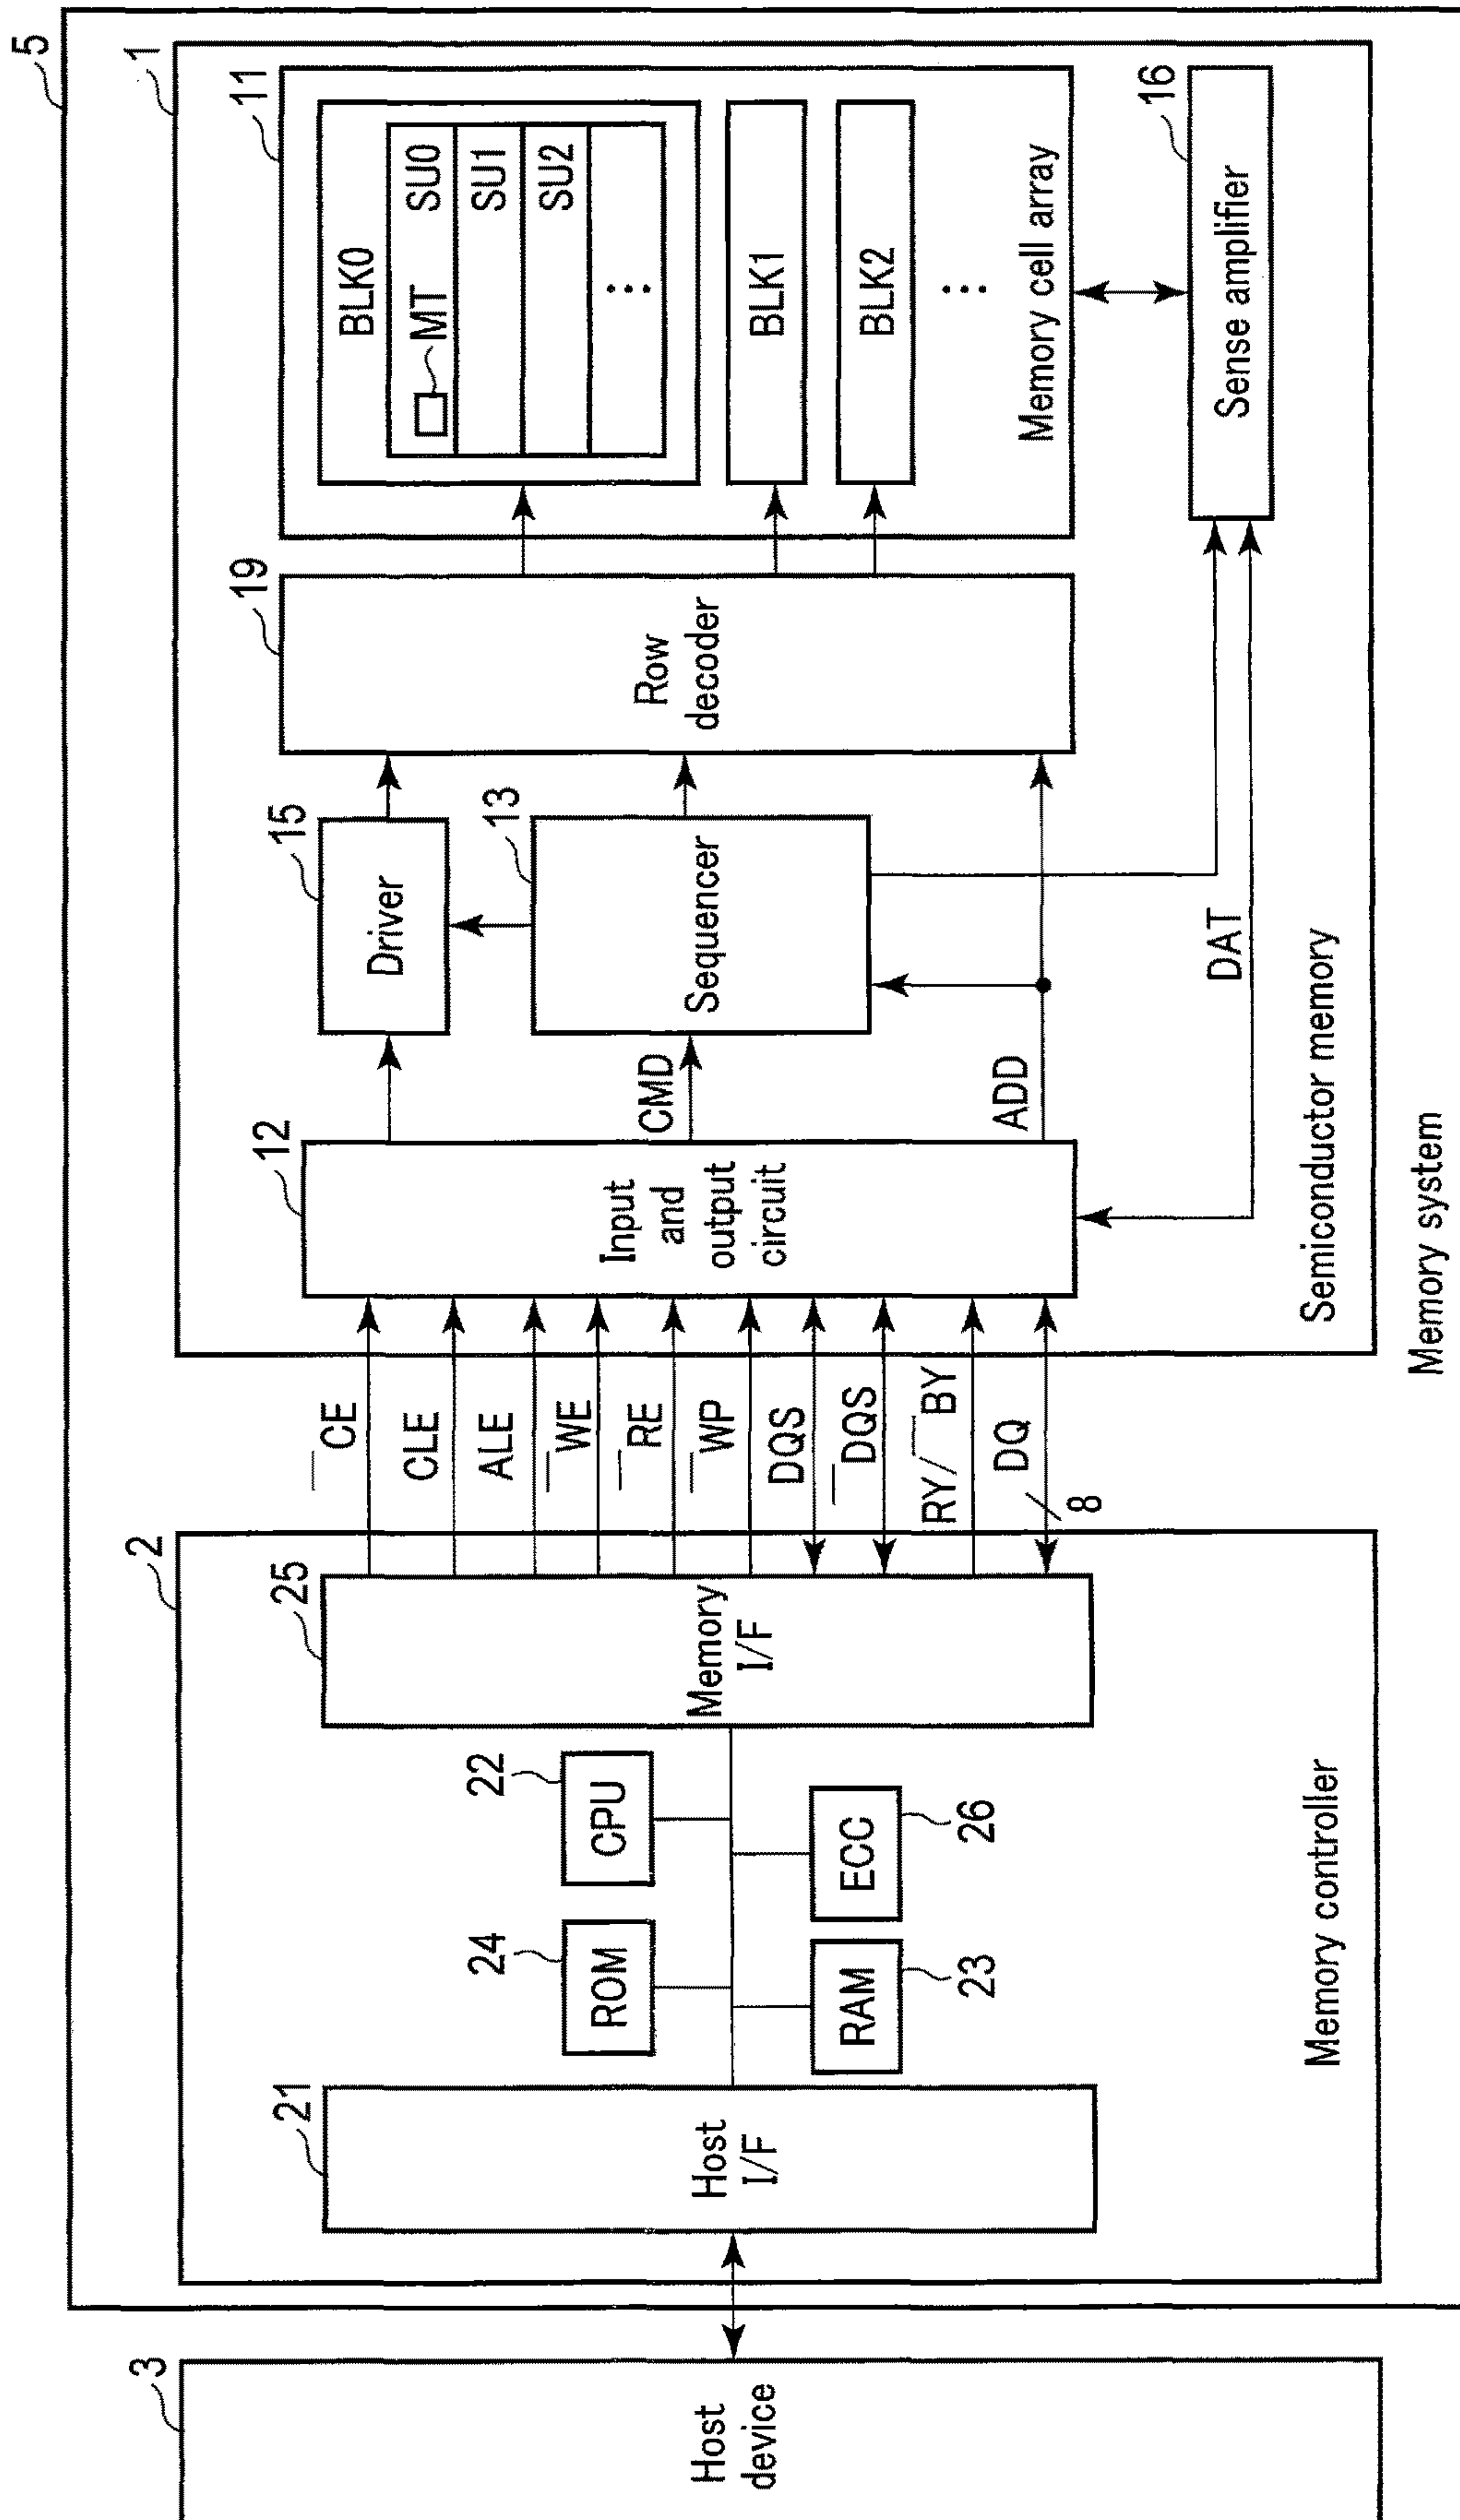 5
3
Host
device
2
21
Host
I/F
24
ROM
22
CPU
RAM
23
ECC
26
25
Memory
I/F
Memory controller
‾CE
CLE
ALE
‾WE
‾RE
‾WP
DQS
‾DQS
RY/‾BY
DQ
8
1
12
Input
and
output
circuit
CMD
ADD
DAT
15
Driver
13
Sequencer
19
Row
decoder
11
BLK0
MT
SU0
SU1
SU2
BLK1
BLK2
Memory cell array
16
Sense amplifier
Semiconductor memory
Memory system